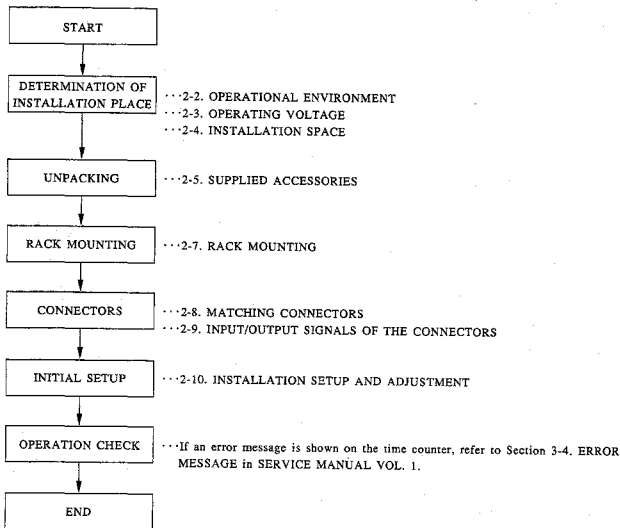 START
DETERMINATION OF
INSTALLATION PLACE
···2-2. OPERATIONAL ENVIRONMENT
···2-3. OPERATING VOLTAGE
···2-4. INSTALLATION SPACE
UNPACKING
···2-5. SUPPLIED ACCESSORIES
RACK MOUNTING
···2-7. RACK MOUNTING
CONNECTORS
···2-8. MATCHING CONNECTORS
···2-9. INPUT/OUTPUT SIGNALS OF THE CONNECTORS
INITIAL SETUP
···2-10. INSTALLATION SETUP AND ADJUSTMENT
OPERATION CHECK
···If an error message is shown on the time counter, refer to Section 3-4. ERROR
MESSAGE in SERVICE MANUAL VOL. 1.
END